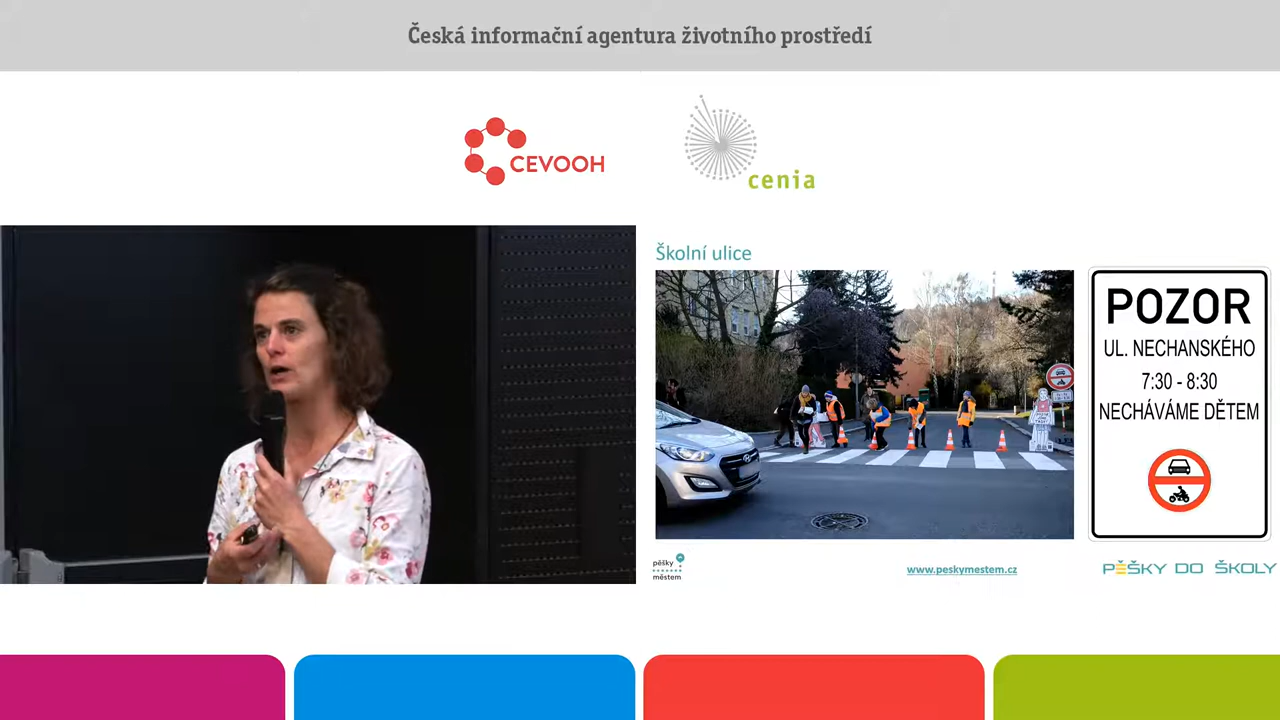 Česká informační agentura životního prostředí
CEVOOH
cenia
Školní ulice
POZOR
UL. NECHANSKÉHO
7:30 - 8:30
NECHÁVÁME DĚTEM
pěšky
městem
www.peskymestem.cz
PĚŠKY DO ŠKOLY